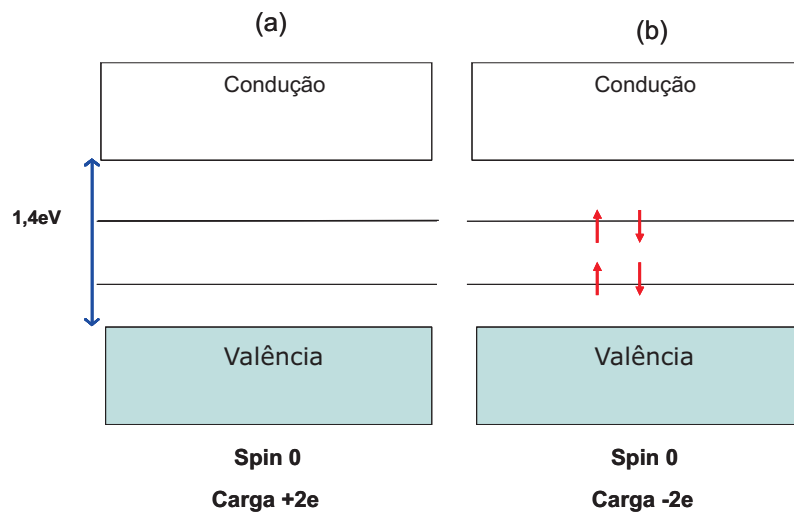 (a)
(b)
Condução
Condução
1,4eV
Valência
Valência
Spin 0
Spin 0
Carga +2e
Carga -2e